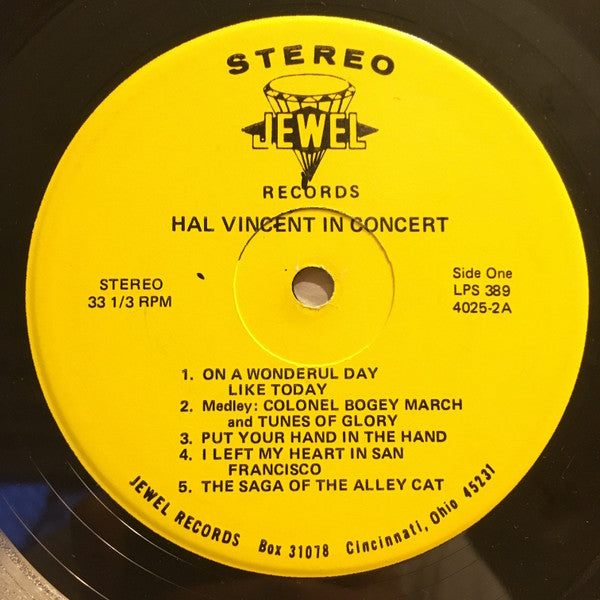 STEREO
JEWEL
RECORDS
HAL VINCENT IN CONCERT
STEREO
33 1/3 RPM
Side One
LPS 389
4025-2A
1. ON A WONDERUL DAY
LIKE TODAY
2. Medley: COLONEL BOGEY MARCH
and TUNES OF GLORY
3. PUT YOUR HAND IN THE HAND
4. I LEFT MY HEART IN SAN
FRANCISCO
5. THE SAGA OF THE ALLEY CAT
JEWEL RECORDS Box 31078 Cincinnati, Ohio 45231